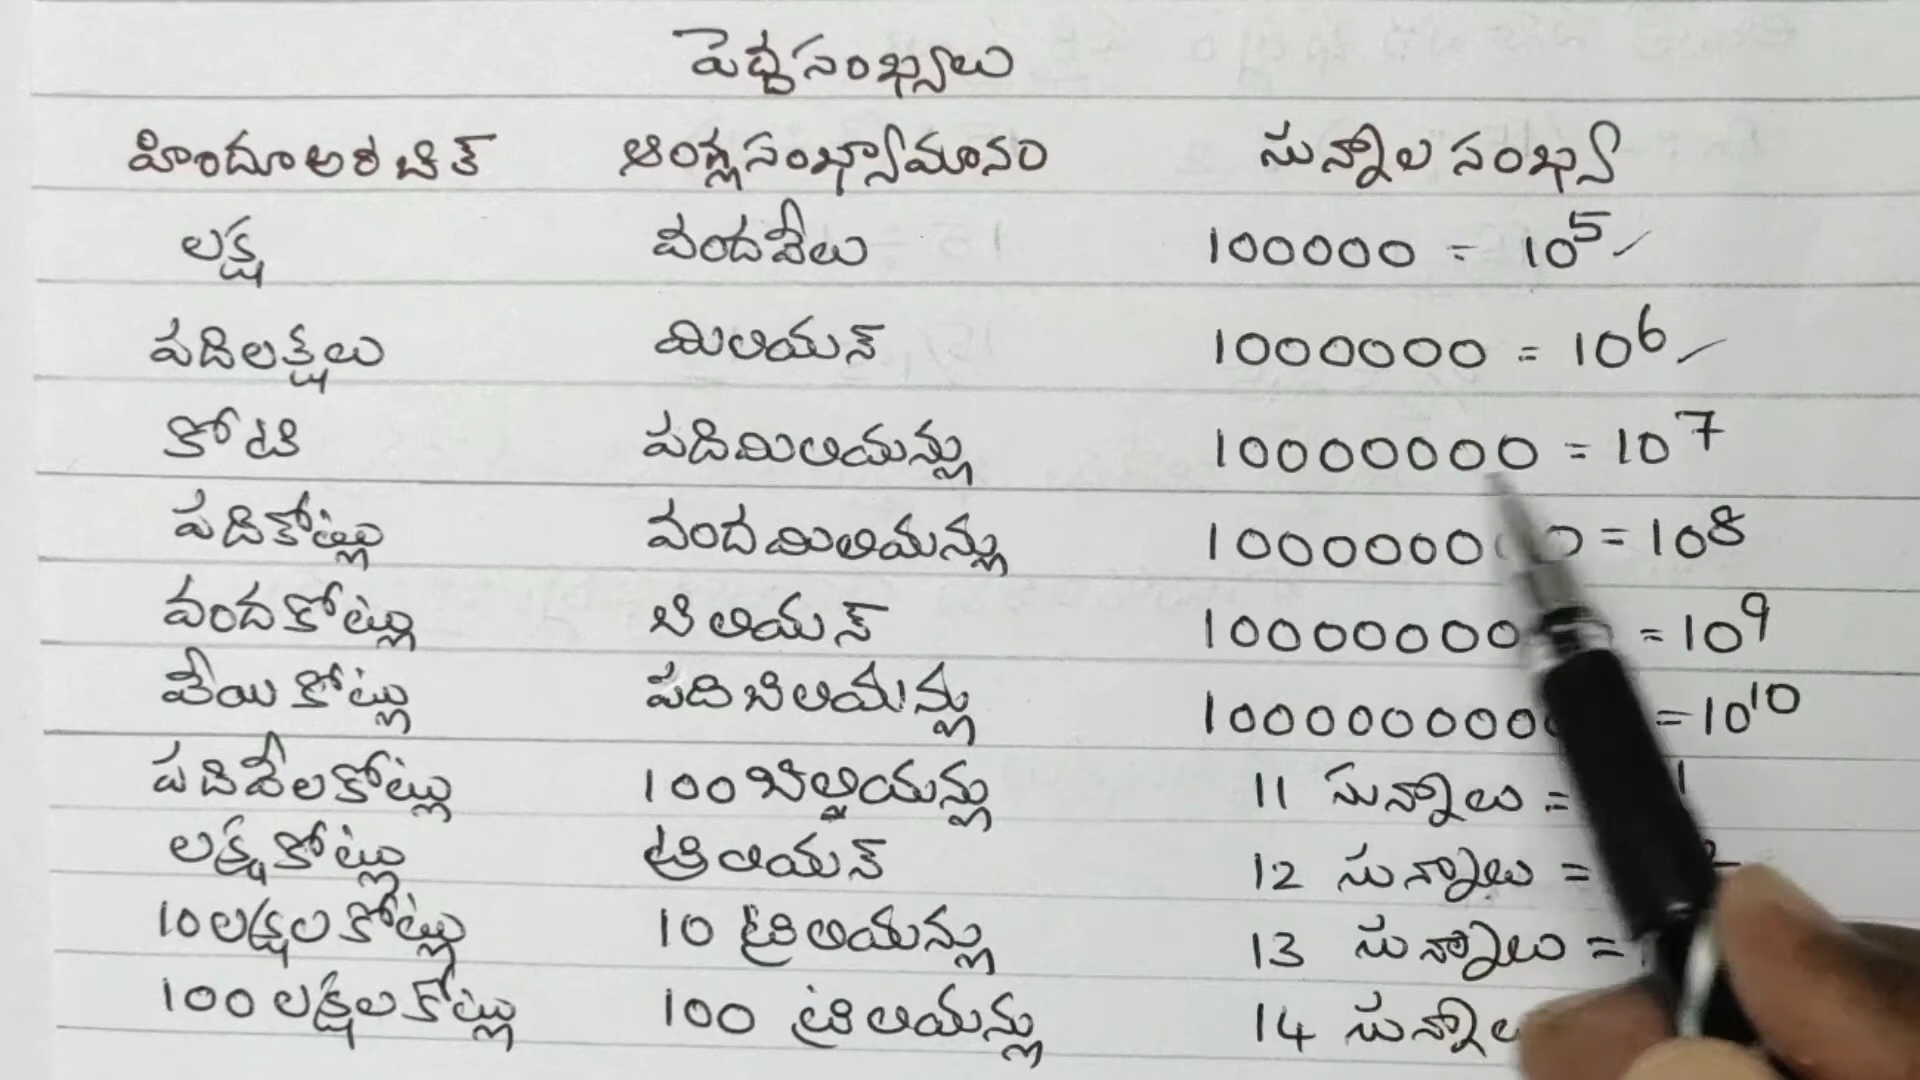 పెద్దసంఖ్యలు
హిందూఅరబిక్ ఆంగ్లసంఖ్యామానం సున్నాల సంఖ్య
లక్ష వందవేలు 100000 = 10⁵
పదిలక్షలు మిలియన్ 1000000 = 10⁶
కోటి పదిమిలియన్లు 10000000 = 10⁷
పదికోట్లు వందమిలియన్లు = 10⁸
వందకోట్లు బిలియన్ = 10⁹
వేయికోట్లు పదిబిలియన్లు = 10¹⁰
పదివేలకోట్లు 100బిల్లియన్లు 11 సున్నాలు =
లక్షకోట్లు ట్రిలియన్ 12 సున్నాలు =
10లక్షలకోట్లు 10 ట్రిలియన్లు 13 సున్నాలు =
100లక్షలకోట్లు 100 ట్రిలియన్లు 14